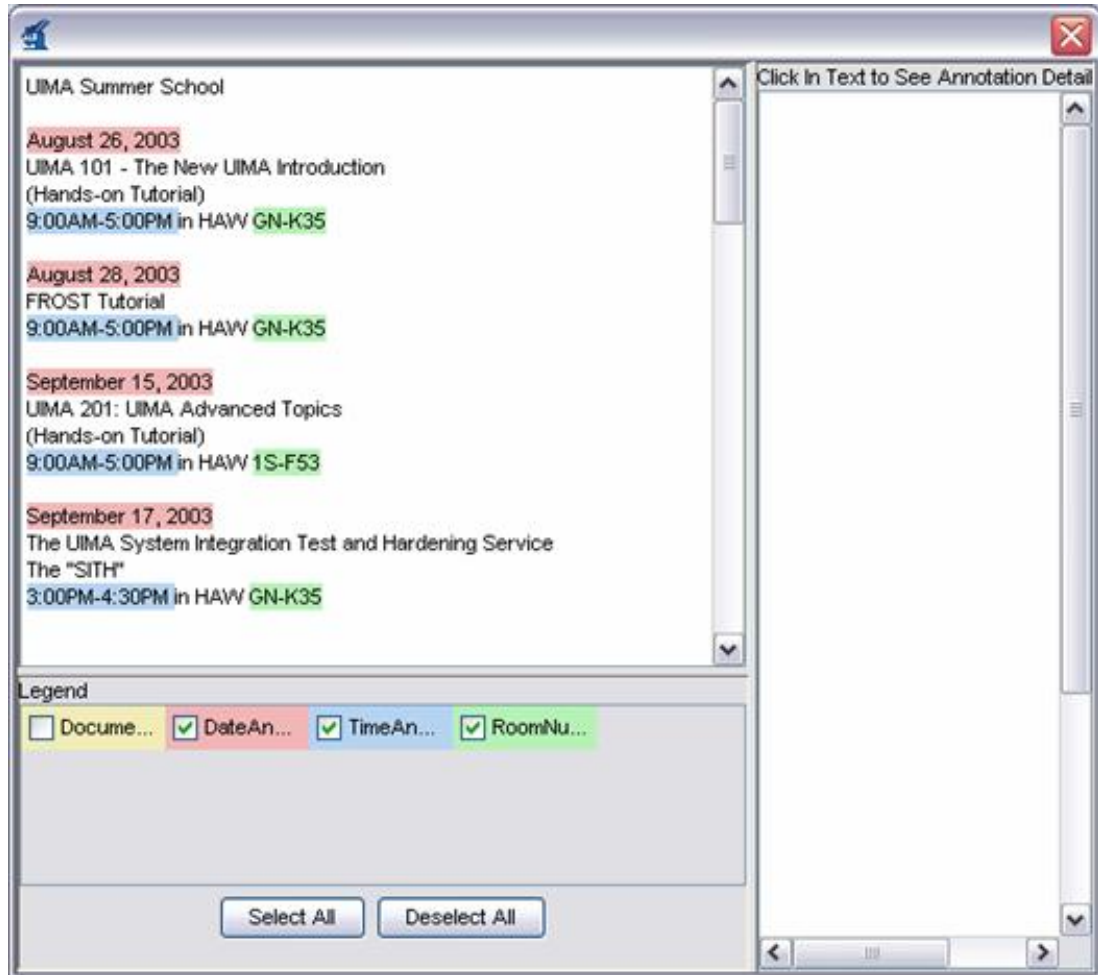 UIMA Summer School
August 26, 2003
UIMA 101 - The New UIMA Introduction
(Hands-on Tutorial)
9:00AM-5:00PM in HAW GN-K35
August 28, 2003
FROST Tutorial
9:00AM-5:00PM in HAW GN-K35
September 15, 2003
UIMA 201: UIMA Advanced Topics
(Hands-on Tutorial)
9:00AM-5:00PM in HAW 1S-F53
September 17, 2003
The UIMA System Integration Test and Hardening Service
The "SITH"
3:00PM-4:30PM in HAW GN-K35
Legend
Docume... DateAn... TimeAn... RoomNu...
Select All Deselect All
Click In Text to See Annotation Detail